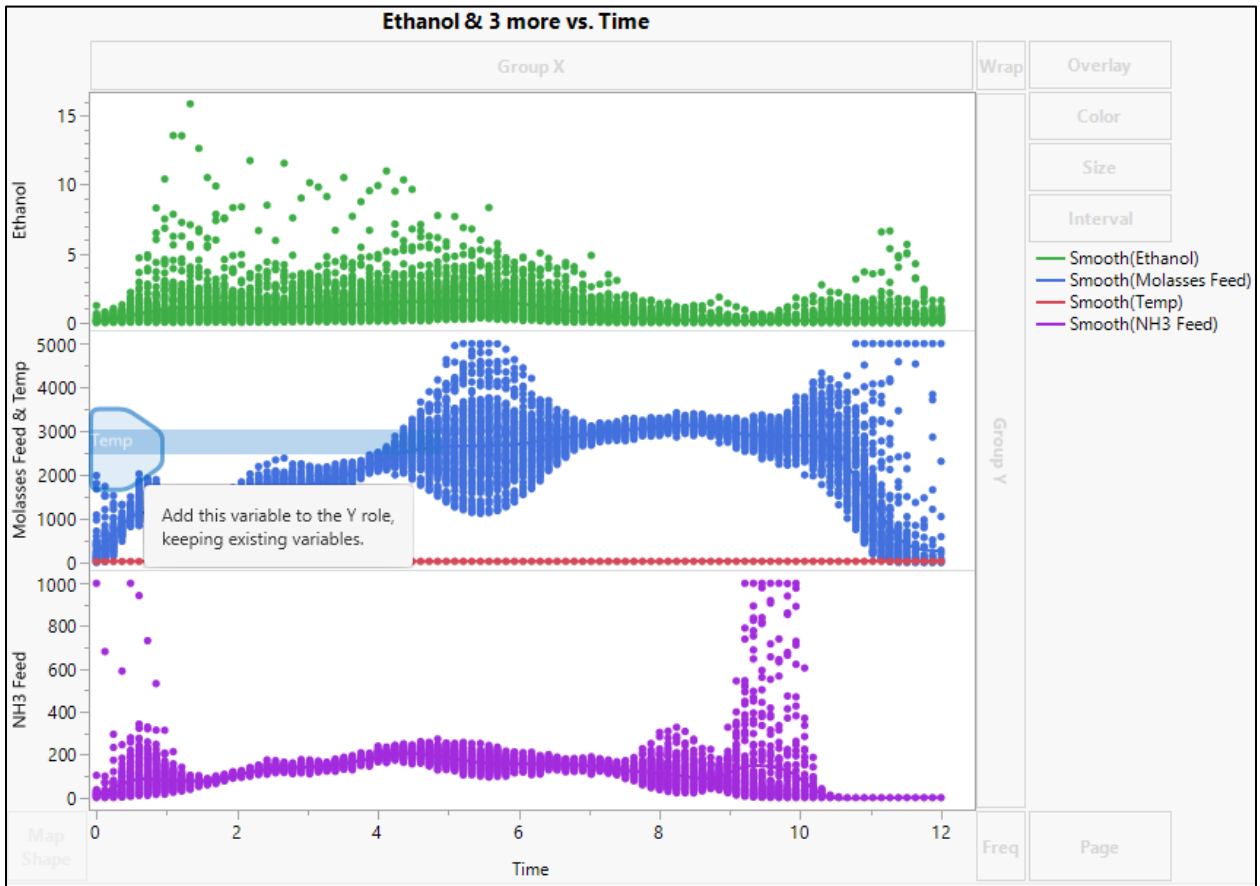 Ethanol & 3 more vs. Time
Group X
Wrap
Overlay
Color
Size
Interval
Smooth(Ethanol)
Smooth(Molasses Feed)
Smooth(Temp)
Smooth(NH3 Feed)
Ethanol
15
10
5
0
Molasses Feed & Temp
5000
4000
3000
2000
1000
0
Temp
Add this variable to the Y role,
keeping existing variables.
Group Y
NH3 Feed
1000
800
600
400
200
0
0
2
4
6
8
10
12
Time
Map
Shape
Freq
Page